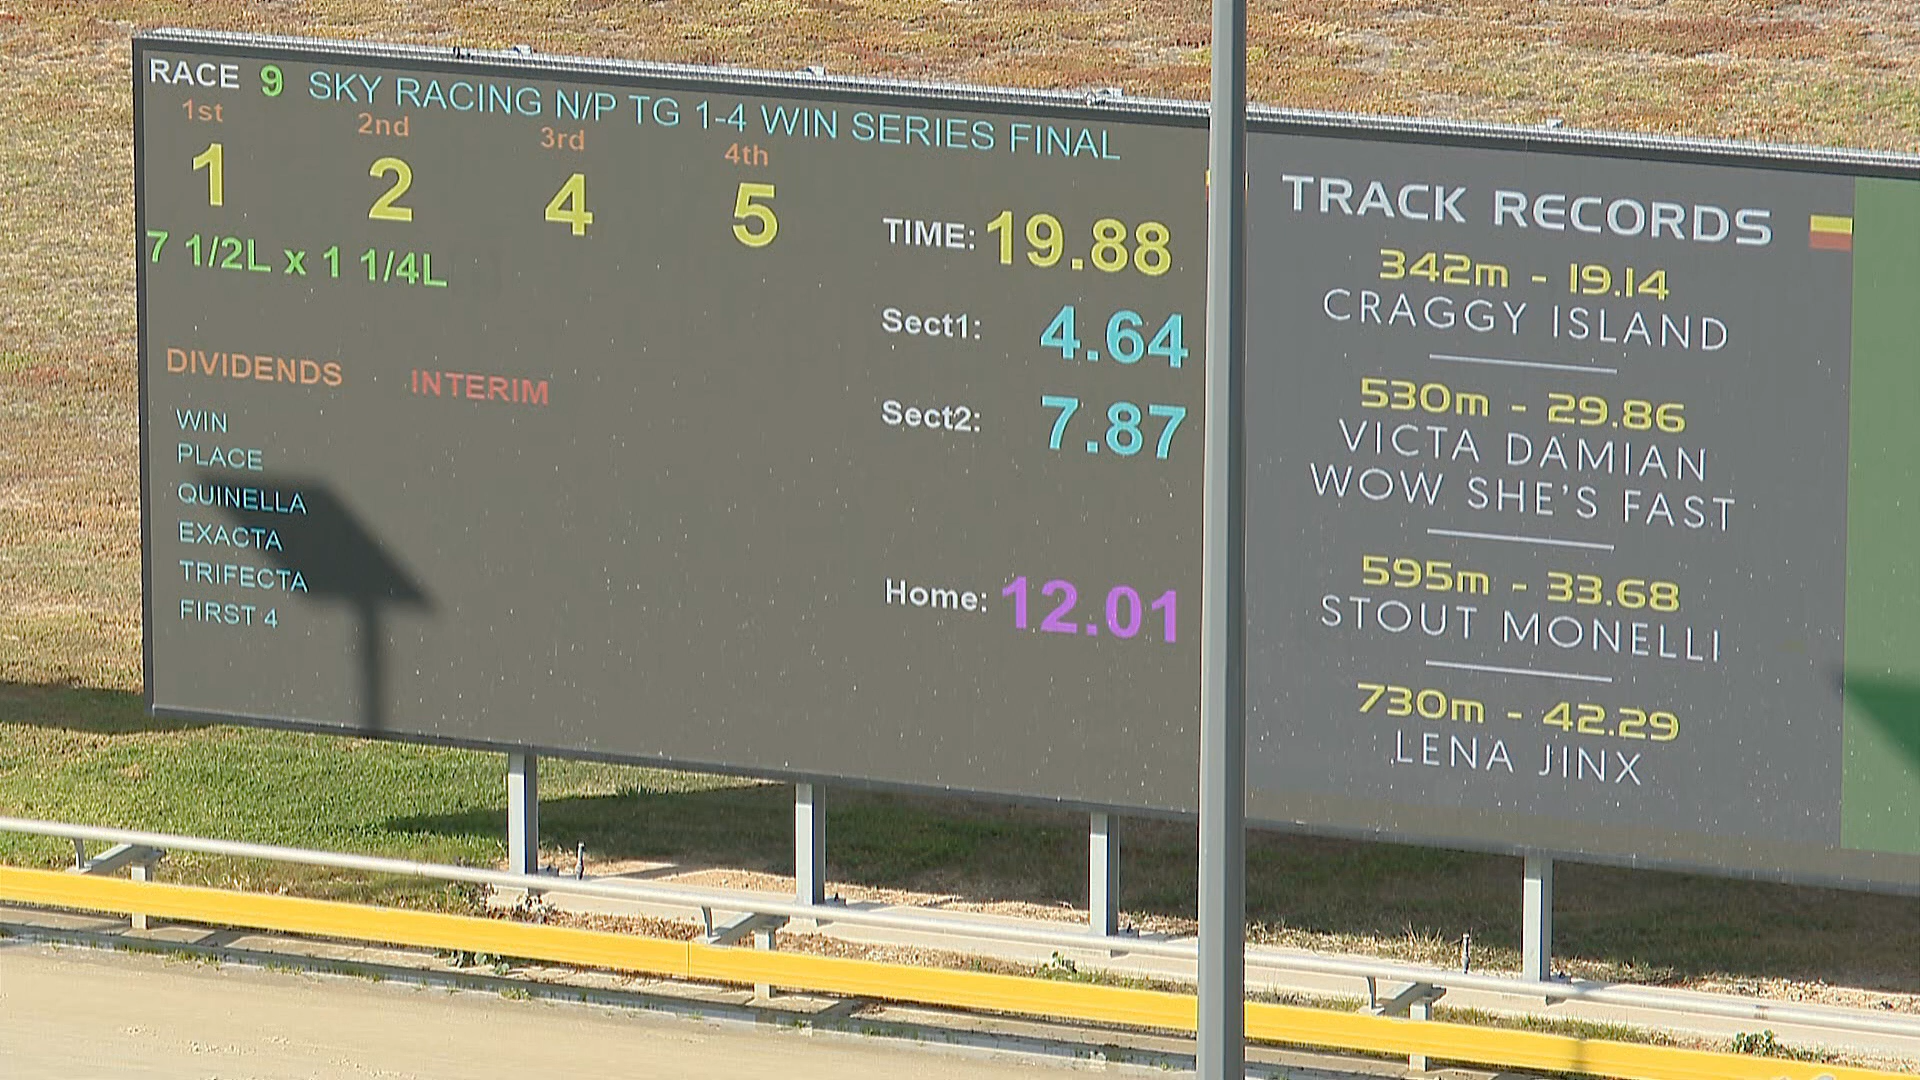 RACE 9 SKY RACING N/P TG 1-4 WIN SERIES FINAL
1st 2nd 3rd 4th
1 2 4 5
7 1/2L x 1 1/4L
TIME: 19.88
Sect1: 4.64
Sect2: 7.87
Home: 12.01
DIVIDENDS INTERIM
WIN
PLACE
QUINELLA
EXACTA
TRIFECTA
FIRST 4
TRACK RECORDS
342m - 19.14
CRAGGY ISLAND
530m - 29.86
VICTA DAMIAN
WOW SHE'S FAST
595m - 33.68
STOUT MONELLI
730m - 42.29
LENA JINX